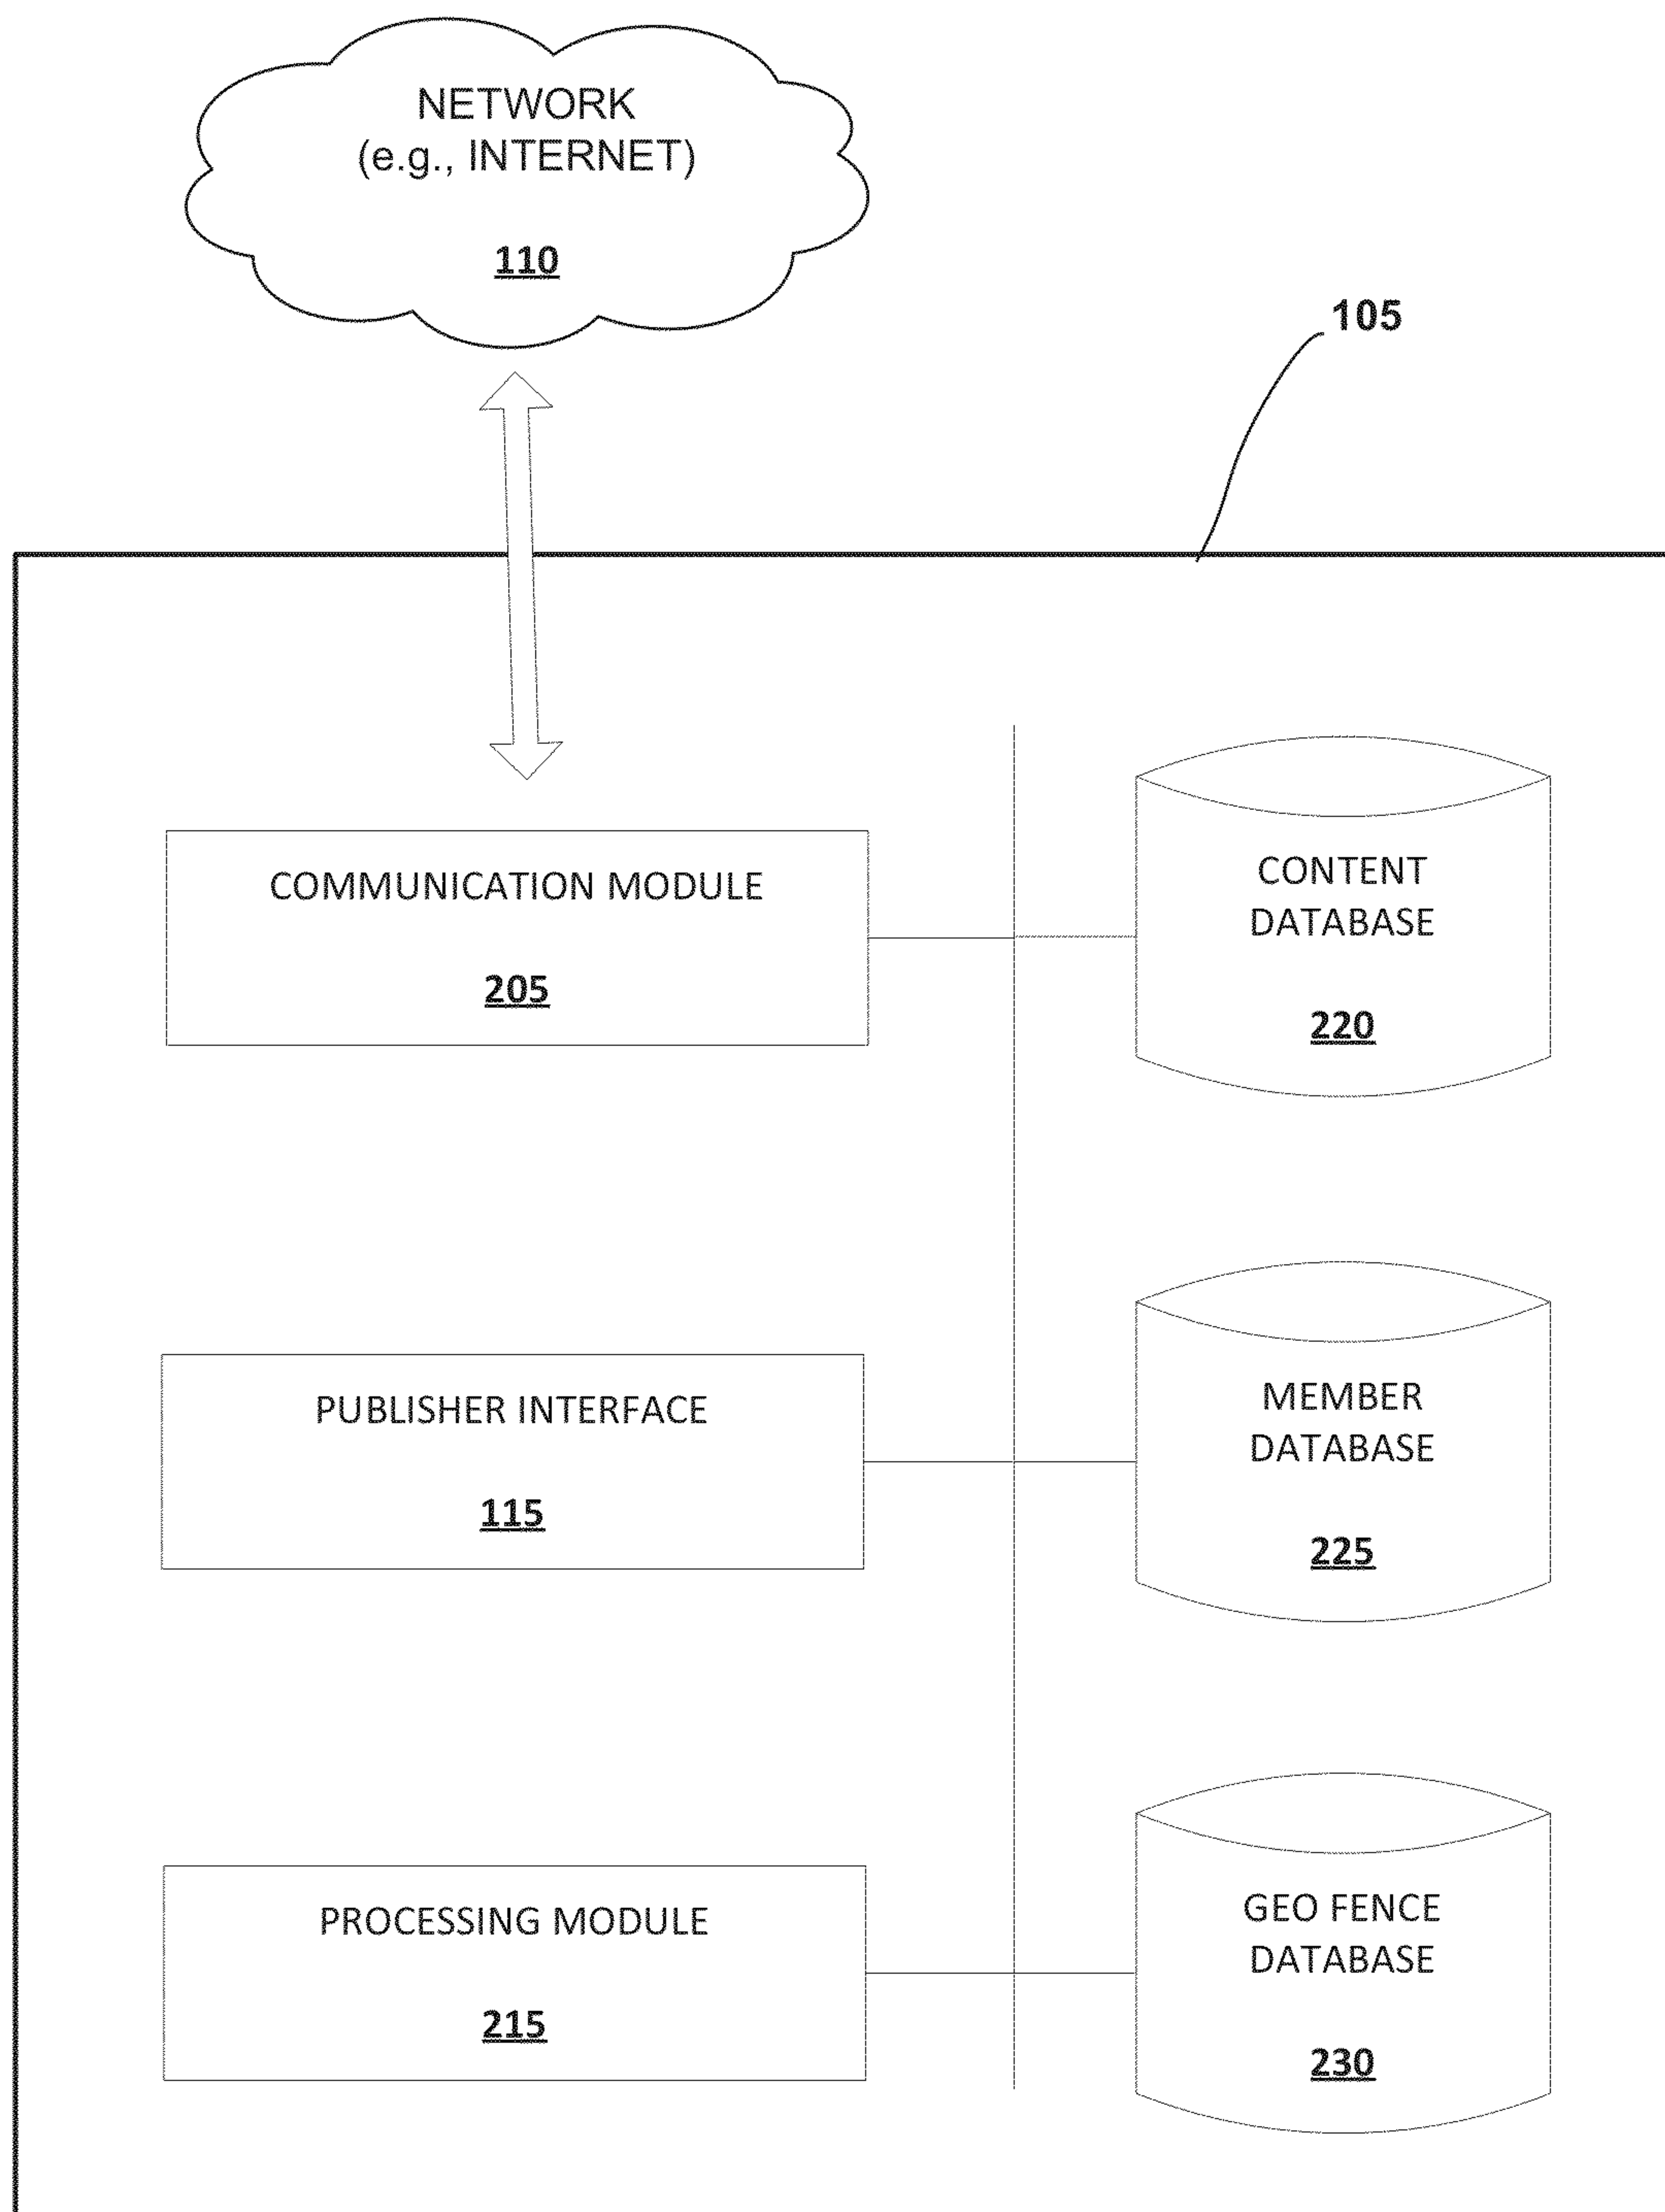 NETWORK
(e.g., INTERNET)
110
105
COMMUNICATION MODULE
205
CONTENT
DATABASE
220
PUBLISHER INTERFACE
115
MEMBER
DATABASE
225
PROCESSING MODULE
215
GEO FENCE
DATABASE
230